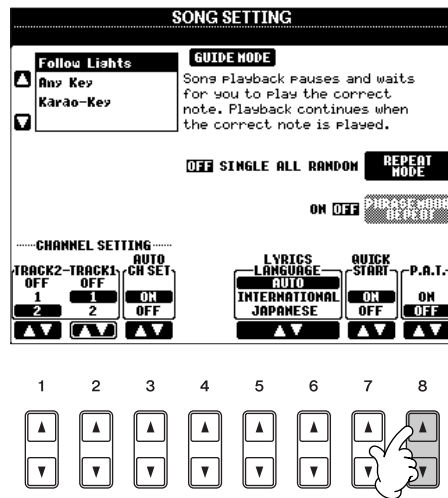 SONG SETTING
Follow Lights
Any Key
Karao-Key
GUIDE MODE
Song Playback Pauses and waits
for you to Play the correct
note. Playback continues when
the correct note is Played.
OFF SINGLE ALL RANDOM REPEAT MODE
ON OFF PHRASE MARK REPEAT
CHANNEL SETTING
TRACK2 TRACK1 AUTO CH SET LYRICS LANGUAGE QUICK START P.A.T.
OFF OFF AUTO
1 1 ON INTERNATIONAL ON ON
2 2 OFF JAPANESE OFF OFF
1 2 3 4 5 6 7 8